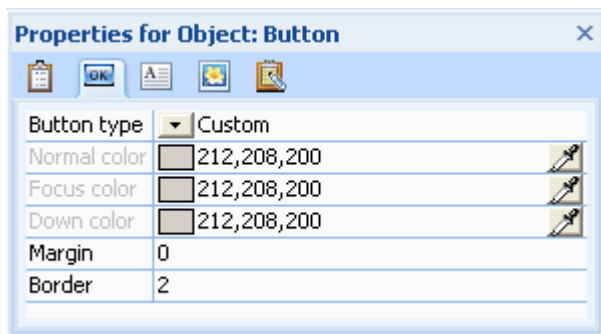 Properties for Object: Button
OK
A
Button type Custom
Normal color 212,208,200
Focus color 212,208,200
Down color 212,208,200
Margin 0
Border 2